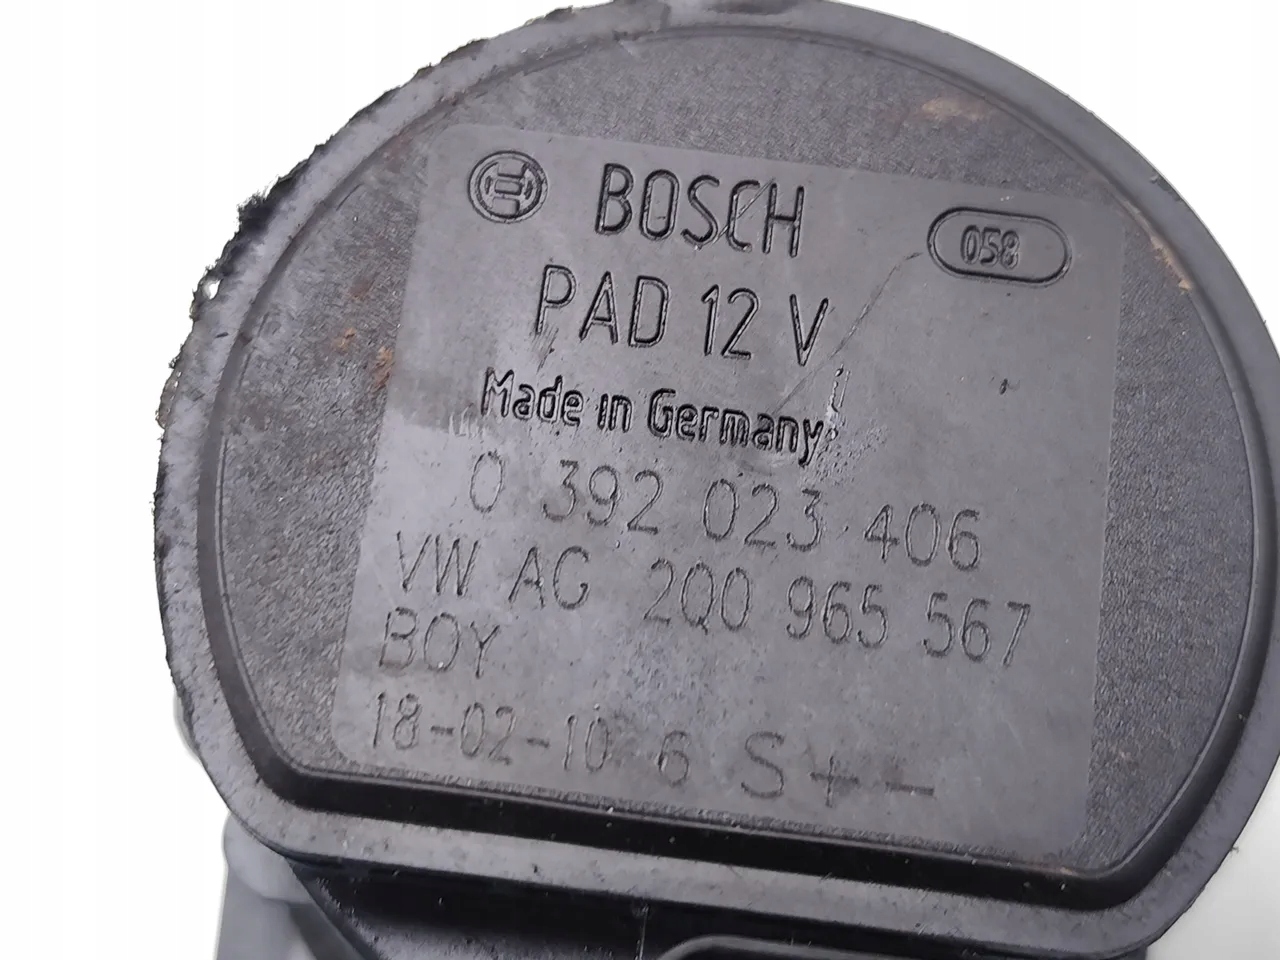 BOSCH
058
PAD 12 V
Made in Germany
0 392 023 406
VW AG 2Q0 965 567
BOY
18-02-10 6 S + -